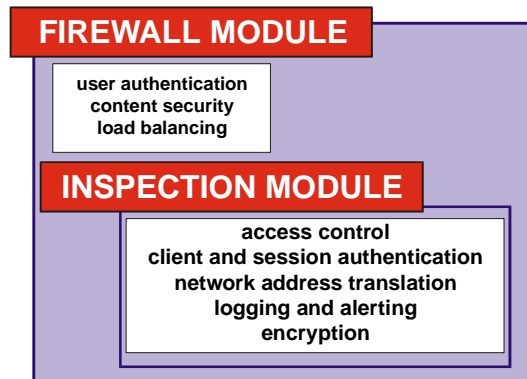 FIREWALL MODULE
user authentication
content security
load balancing
INSPECTION MODULE
access control
client and session authentication
network address translation
logging and alerting
encryption